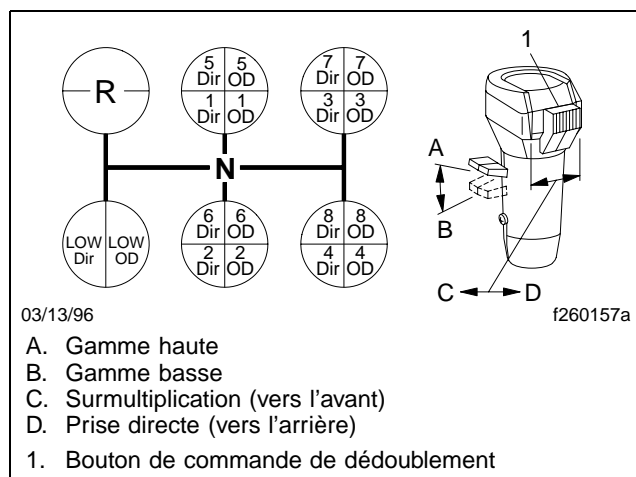 1
R
5 Dir 5 OD
1 Dir 1 OD
7 Dir 7 OD
3 Dir 3 OD
N
A
B
LOW Dir LOW OD
6 Dir 6 OD
2 Dir 2 OD
8 Dir 8 OD
4 Dir 4 OD
C D
03/13/96 f260157a
A. Gamme haute
B. Gamme basse
C. Surmultiplication (vers l'avant)
D. Prise directe (vers l'arrière)
1. Bouton de commande de dédoublement